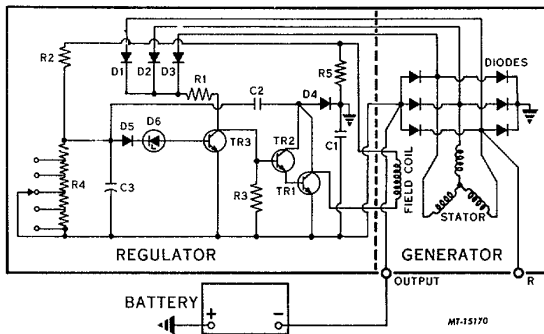 R2
D1
D2
D3
R1
R5
DIODES
C2
D4
D5
D6
TR3
TR2
C1
R4
C3
R3
TR1
FIELD COIL
STATOR
REGULATOR
GENERATOR
OUTPUT
R
BATTERY
+
-
MT-15170